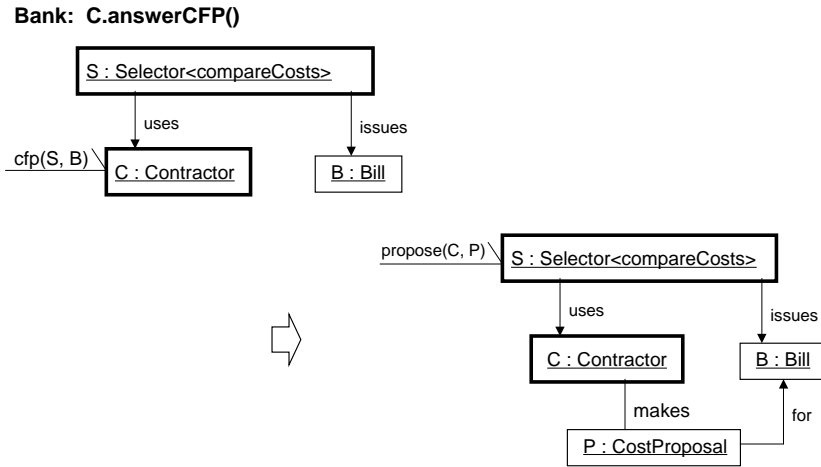 Bank: C.answerCFP()
S : Selector<compareCosts>
uses
issues
cfp(S, B)
C : Contractor
B : Bill
propose(C, P)
S : Selector<compareCosts>
uses
issues
C : Contractor
B : Bill
makes
for
P : CostProposal